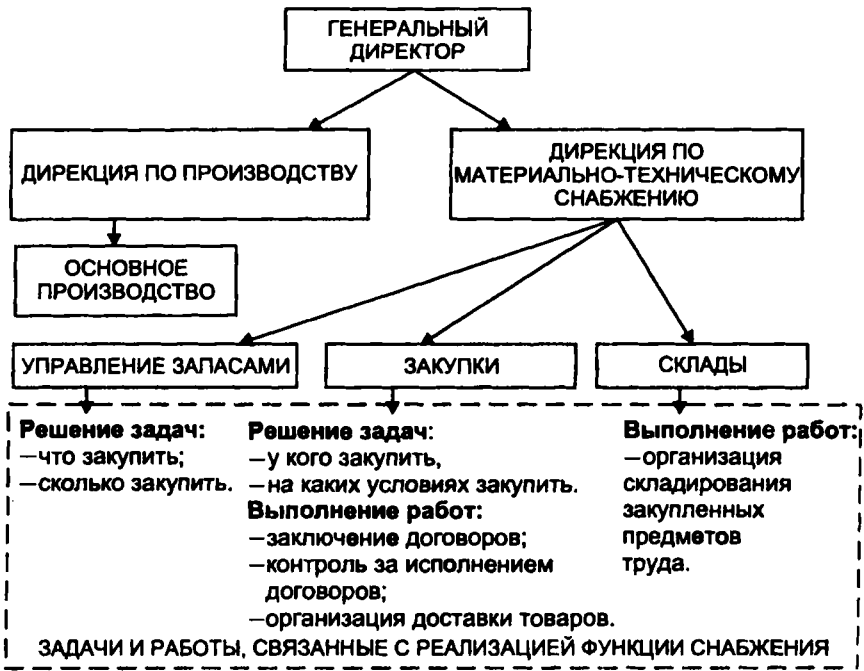 ГЕНЕРАЛЬНЫЙ
ДИРЕКТОР
ДИРЕКЦИЯ ПО ПРОИЗВОДСТВУ
ДИРЕКЦИЯ ПО
МАТЕРИАЛЬНО-ТЕХНИЧЕСКОМУ
СНАБЖЕНИЮ
ОСНОВНОЕ
ПРОИЗВОДСТВО
УПРАВЛЕНИЕ ЗАПАСАМИ
ЗАКУПКИ
СКЛАДЫ
Решение задач:
—что закупить;
—сколько закупить.
Решение задач:
—у кого закупить,
—на каких условиях закупить.
Выполнение работ:
—заключение договоров;
—контроль за исполнением
договоров;
—организация доставки товаров.
Выполнение работ:
—организация
складирования
закупленных
предметов
труда.
ЗАДАЧИ И РАБОТЫ, СВЯЗАННЫЕ С РЕАЛИЗАЦИЕЙ ФУНКЦИИ СНАБЖЕНИЯ